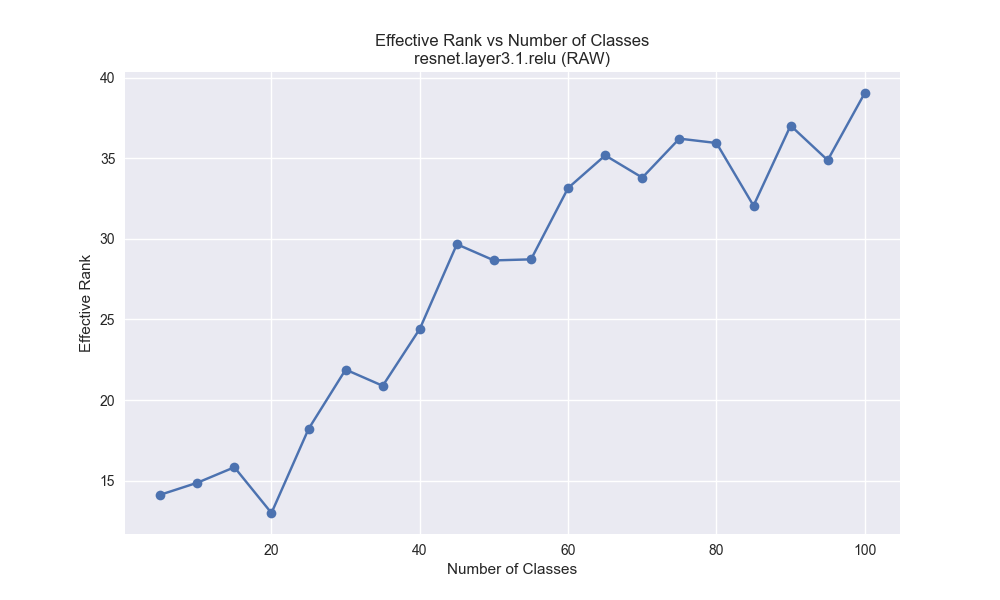 Effective Rank vs Number of Classes
resnet.layer3.1.relu (RAW)
40
35
30
25
20
15
Effective Rank
20 40 60 80 100
Number of Classes